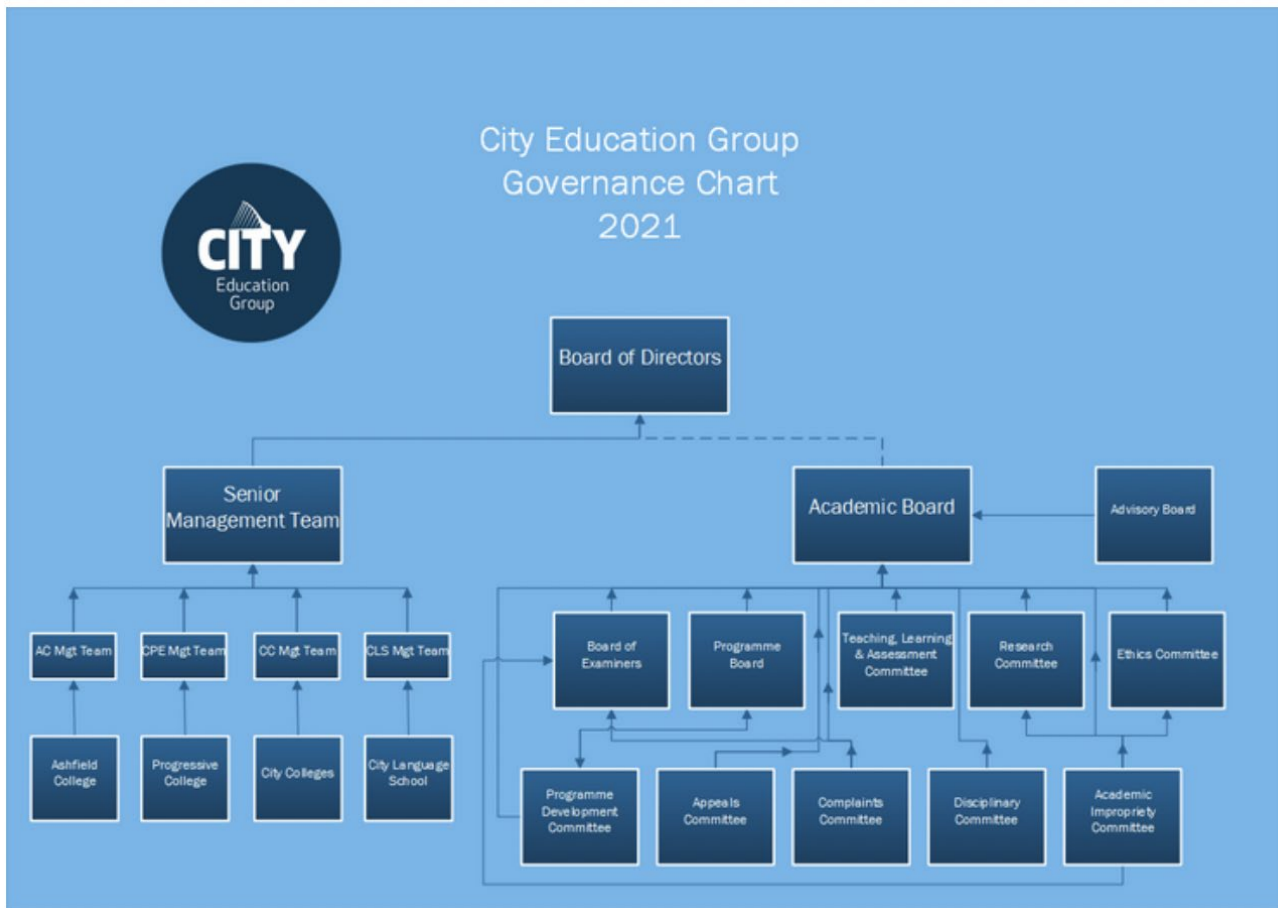 City Education Group
Governance Chart
2021
CITY
Education
Group
Board of Directors
Senior
Management Team
Academic Board
Advisory Board
AC Mgt Team
CPE Mgt Team
CC Mgt Team
CLS Mgt Team
Board of
Examiners
Programme
Board
Teaching, Learning
& Assessment
Committee
Research
Committee
Ethics Committee
Ashfield
College
Progressive
College
City Colleges
City Language
School
Programme
Development
Committee
Appeals
Committee
Complaints
Committee
Disciplinary
Committee
Academic
Impropriety
Committee